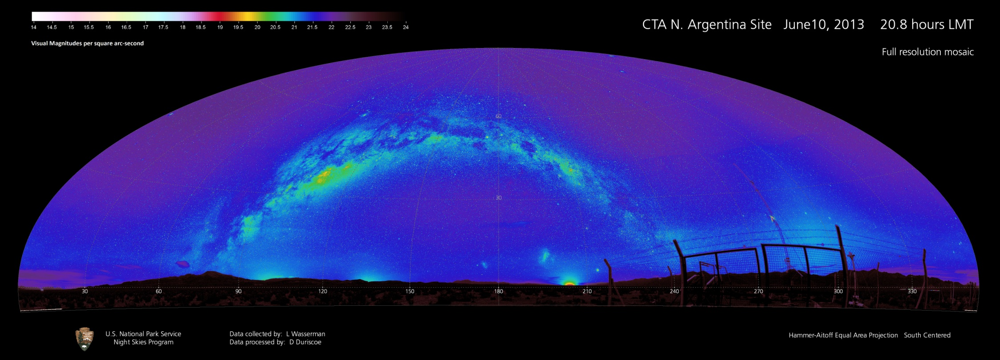 14 14.5 15 15.5 16 16.5 17 17.5 18 18.5 19 19.5 20 20.5 21 21.5 22 22.5 23 23.5 24
Visual Magnitudes per square arc-second
CTA N. Argentina Site June10, 2013 20.8 hours LMT
Full resolution mosaic
60
30
30 60 90 120 150 180 210 240 270 300 330
U.S. National Park Service
Night Skies Program
Data collected by: L Wasserman
Data processed by: D Duriscoe
Hammer-Aitoff Equal Area Projection South Centered